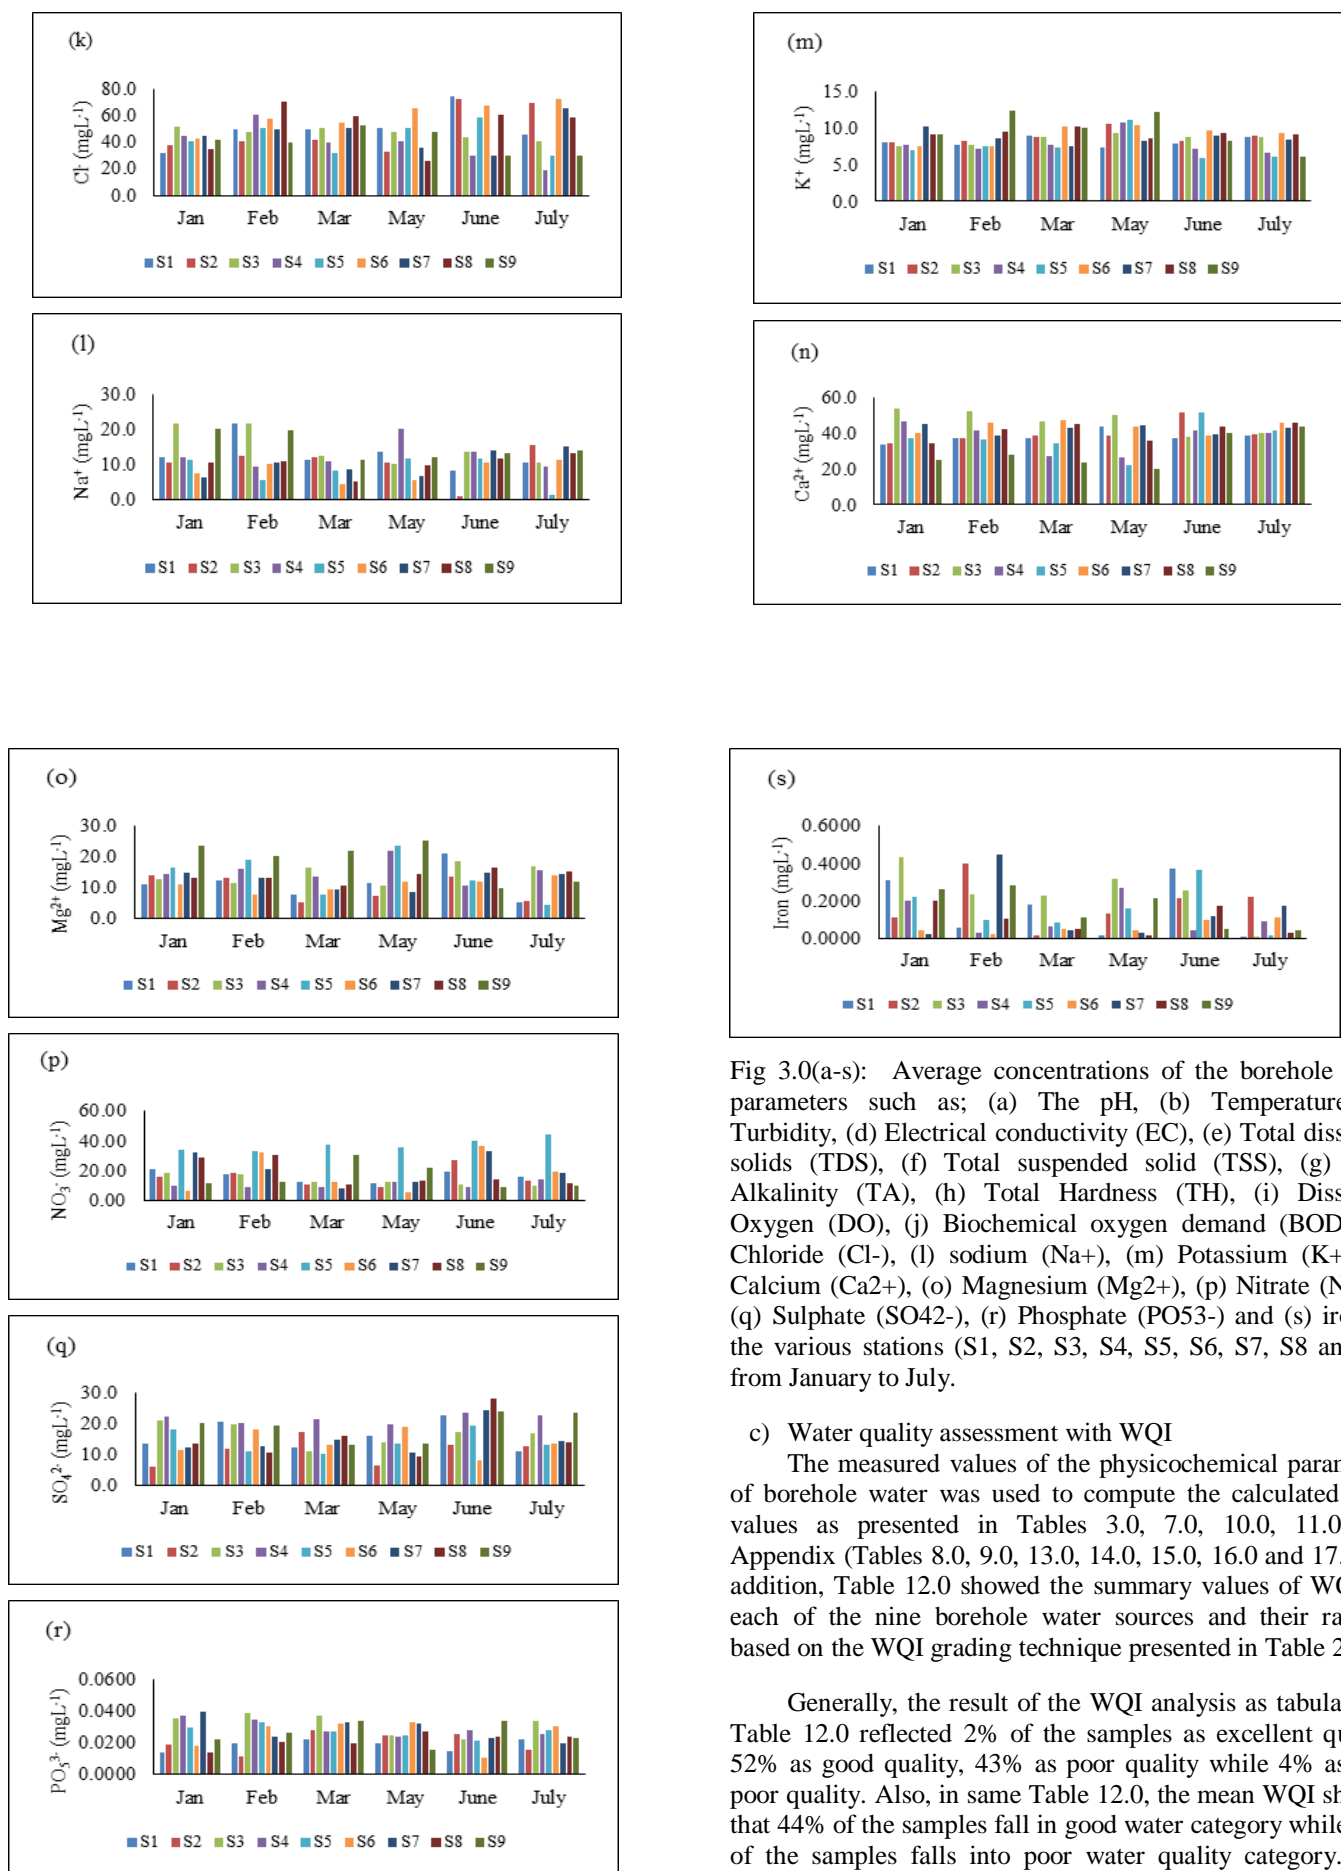 (k)
Cl- (mgL-1)
80.0
60.0
40.0
20.0
0.0
Jan Feb Mar May June July
S1 S2 S3 S4 S5 S6 S7 S8 S9
(l)
Na+ (mgL-1)
30.0
20.0
10.0
0.0
Jan Feb Mar May June July
S1 S2 S3 S4 S5 S6 S7 S8 S9
(m)
K+ (mgL-1)
15.0
10.0
5.0
0.0
Jan Feb Mar May June July
S1 S2 S3 S4 S5 S6 S7 S8 S9
(n)
Ca2+ (mgL-1)
60.0
40.0
20.0
0.0
Jan Feb Mar May June July
S1 S2 S3 S4 S5 S6 S7 S8 S9
(o)
Mg2+ (mgL-1)
30.0
20.0
10.0
0.0
Jan Feb Mar May June July
S1 S2 S3 S4 S5 S6 S7 S8 S9
(p)
NO3- (mgL-1)
60.00
40.00
20.00
0.00
Jan Feb Mar May June July
S1 S2 S3 S4 S5 S6 S7 S8 S9
(q)
SO42- (mgL-1)
30.0
20.0
10.0
0.0
Jan Feb Mar May June July
S1 S2 S3 S4 S5 S6 S7 S8 S9
(r)
PO53- (mgL-1)
0.0600
0.0400
0.0200
0.0000
Jan Feb Mar May June July
S1 S2 S3 S4 S5 S6 S7 S8 S9
(s)
Iron (mgL-1)
0.6000
0.4000
0.2000
0.0000
Jan Feb Mar May June July
S1 S2 S3 S4 S5 S6 S7 S8 S9
Fig 3.0(a-s): Average concentrations of the borehole
parameters such as; (a) The pH, (b) Temperature
Turbidity, (d) Electrical conductivity (EC), (e) Total diss
solids (TDS), (f) Total suspended solid (TSS), (g)
Alkalinity (TA), (h) Total Hardness (TH), (i) Diss
Oxygen (DO), (j) Biochemical oxygen demand (BOD
Chloride (Cl-), (l) sodium (Na+), (m) Potassium (K+
Calcium (Ca2+), (o) Magnesium (Mg2+), (p) Nitrate (N
(q) Sulphate (SO42-), (r) Phosphate (PO53-) and (s) ir
the various stations (S1, S2, S3, S4, S5, S6, S7, S8 an
from January to July.
c) Water quality assessment with WQI
The measured values of the physicochemical param
of borehole water was used to compute the calculated
values as presented in Tables 3.0, 7.0, 10.0, 11.0
Appendix (Tables 8.0, 9.0, 13.0, 14.0, 15.0, 16.0 and 17.
addition, Table 12.0 showed the summary values of WQ
each of the nine borehole water sources and their ra
based on the WQI grading technique presented in Table 2
Generally, the result of the WQI analysis as tabula
Table 12.0 reflected 2% of the samples as excellent qu
52% as good quality, 43% as poor quality while 4% as
poor quality. Also, in same Table 12.0, the mean WQI sh
that 44% of the samples fall in good water category while
of the samples falls into poor water quality category.